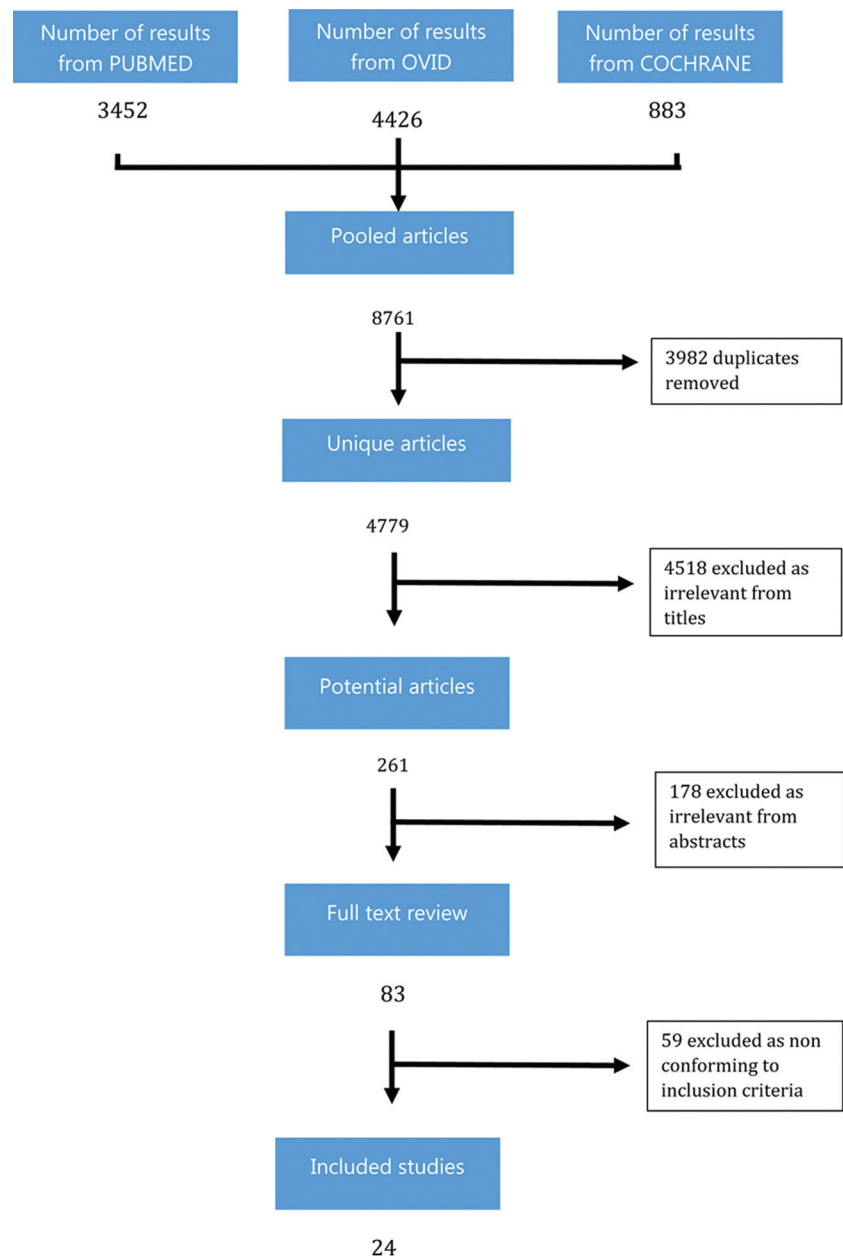 Number of results
from PUBMED
Number of results
from OVID
Number of results
from COCHRANE
3452
4426
883
Pooled articles
8761
3982 duplicates
removed
Unique articles
4779
4518 excluded as
irrelevant from
titles
Potential articles
261
178 excluded as
irrelevant from
abstracts
Full text review
83
59 excluded as non
conforming to
inclusion criteria
Included studies
24